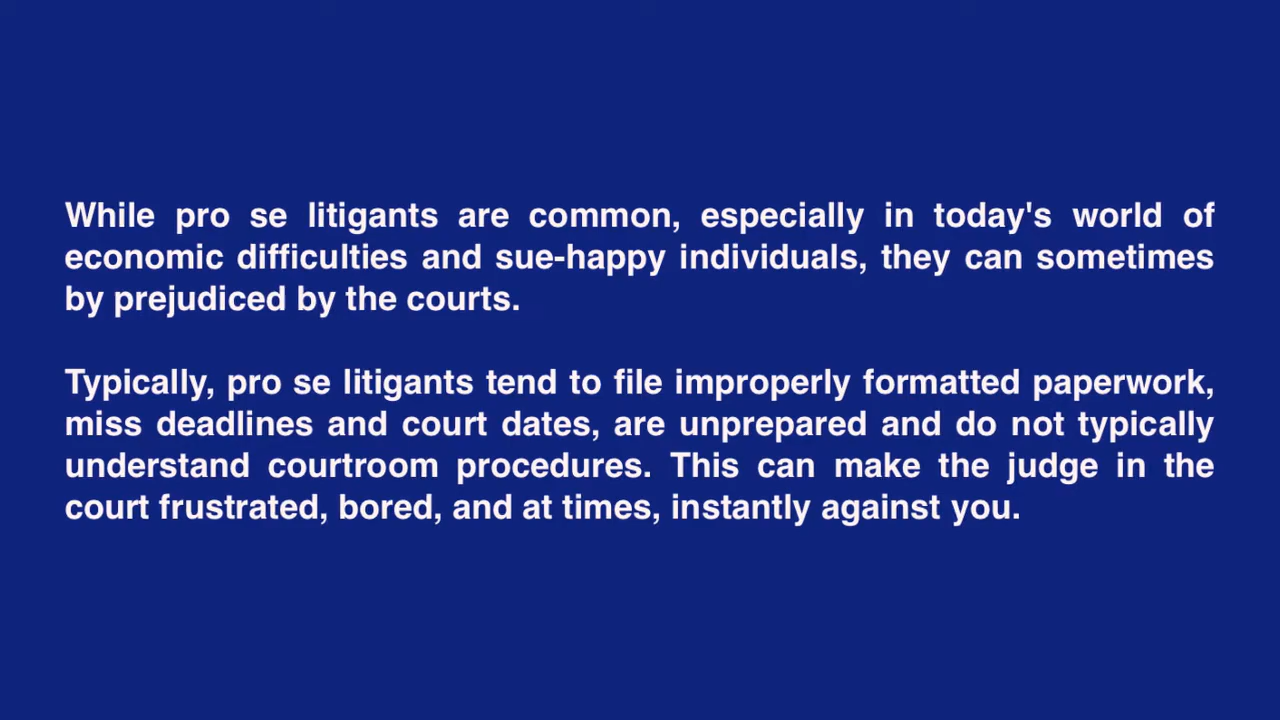 While pro se litigants are common, especially in today's world of
economic difficulties and sue-happy individuals, they can sometimes
by prejudiced by the courts.
Typically, pro se litigants tend to file improperly formatted paperwork,
miss deadlines and court dates, are unprepared and do not typically
understand courtroom procedures. This can make the judge in the
court frustrated, bored, and at times, instantly against you.